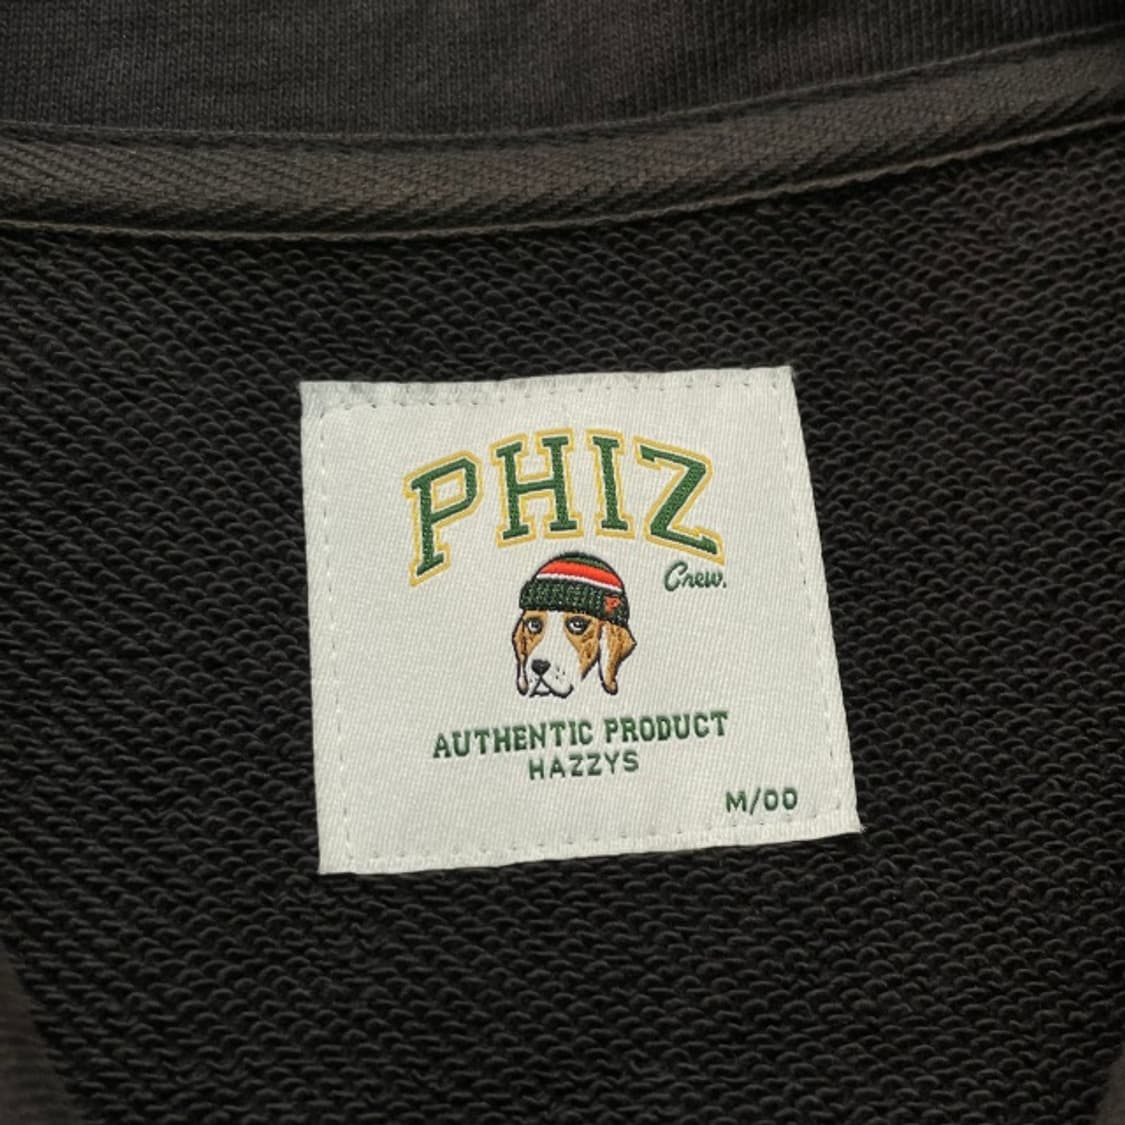 PHIZ
Crew.
AUTHENTIC PRODUCT
HAZZYS
M/00